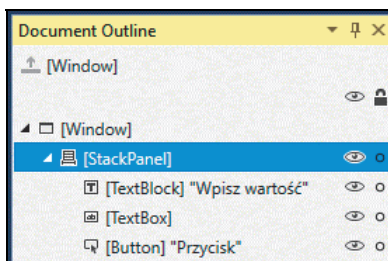 Document Outline
[Window]
[Window]
[StackPanel]
[TextBlock] "Wpisz wartość"
[TextBox]
[Button] "Przycisk"